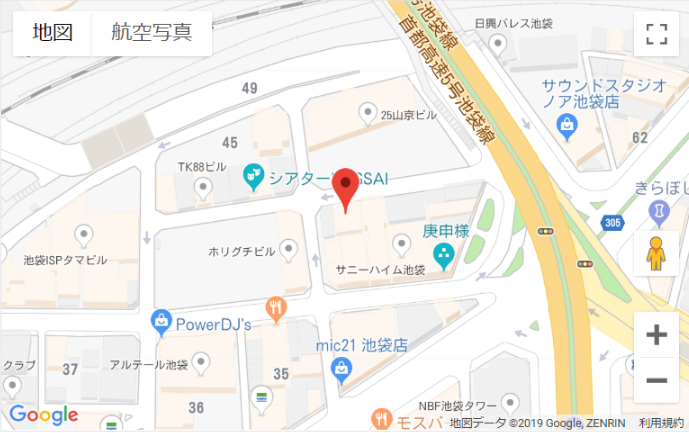 地図
航空写真
首都高速5号池袋線
日興パレス池袋
サウンドスタジオ
ノア池袋店
49
25山京ビル
45
62
TK88ビル
シアター
SSAI
きらぼし
305
庚申様
池袋ISPタマビル
ホリグチビル
サニーハイム池袋
PowerDJ's
mic21 池袋店
クラブ
37
アルテール池袋
35
36
NBF池袋タワー
モスバ
Google
地図データ ©2019 Google, ZENRIN
利用規約